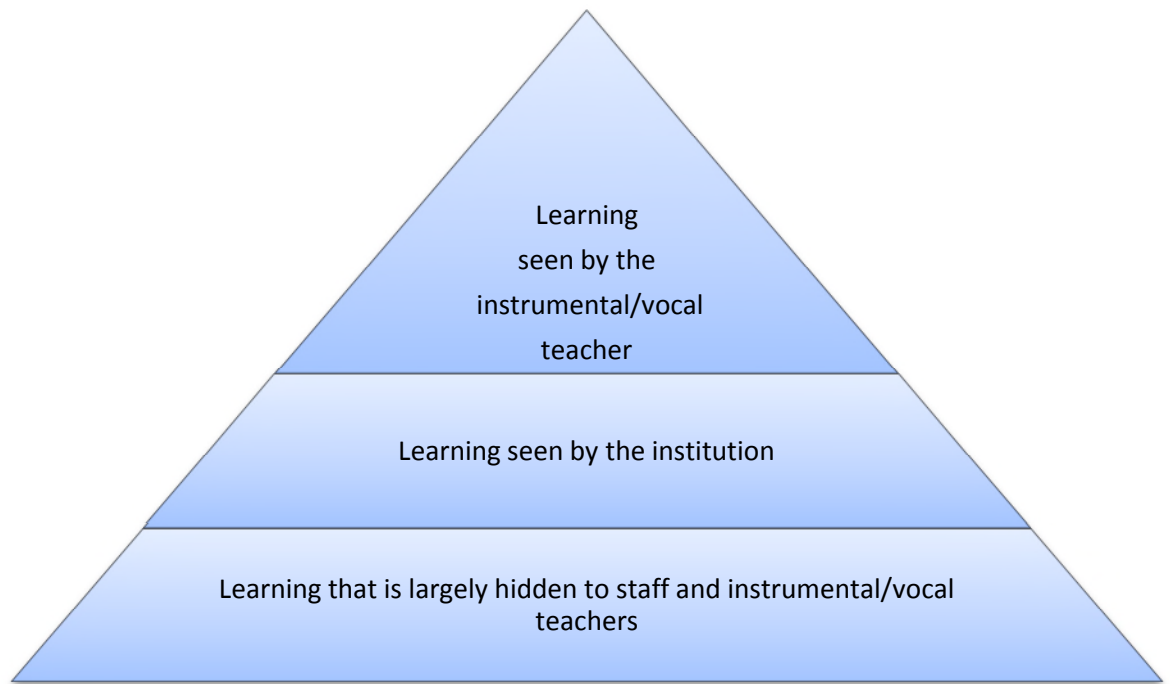 Learning
seen by the
instrumental/vocal
teacher
Learning seen by the institution
Learning that is largely hidden to staff and instrumental/vocal
teachers